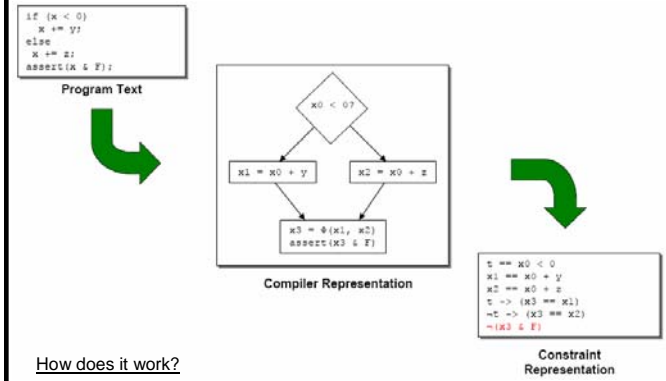 if (x < 0)
x += y;
else
x += z;
assert(x & F);
Program Text
x0 < 0?
x1 = x0 + y
x2 = x0 + z
x3 = Φ(x1, x2)
assert(x3 & F)
Compiler Representation
t == x0 < 0
x1 == x0 + y
x2 == x0 + z
t -> (x3 == x1)
¬t -> (x3 == x2)
¬(x3 & F)
Constraint
Representation
How does it work?